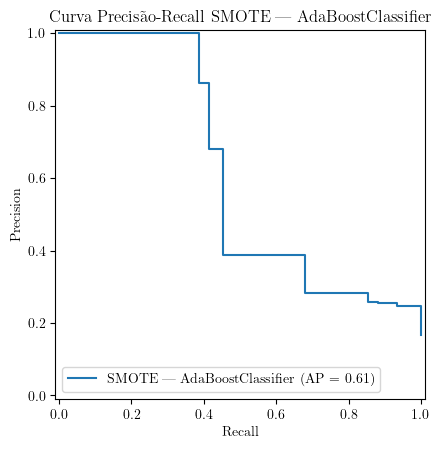 Curva Precisão-Recall SMOTE — AdaBoostClassifier
1.0
0.8
0.6
0.4
0.2
0.0
Precision
SMOTE — AdaBoostClassifier (AP = 0.61)
0.0 0.2 0.4 0.6 0.8 1.0
Recall